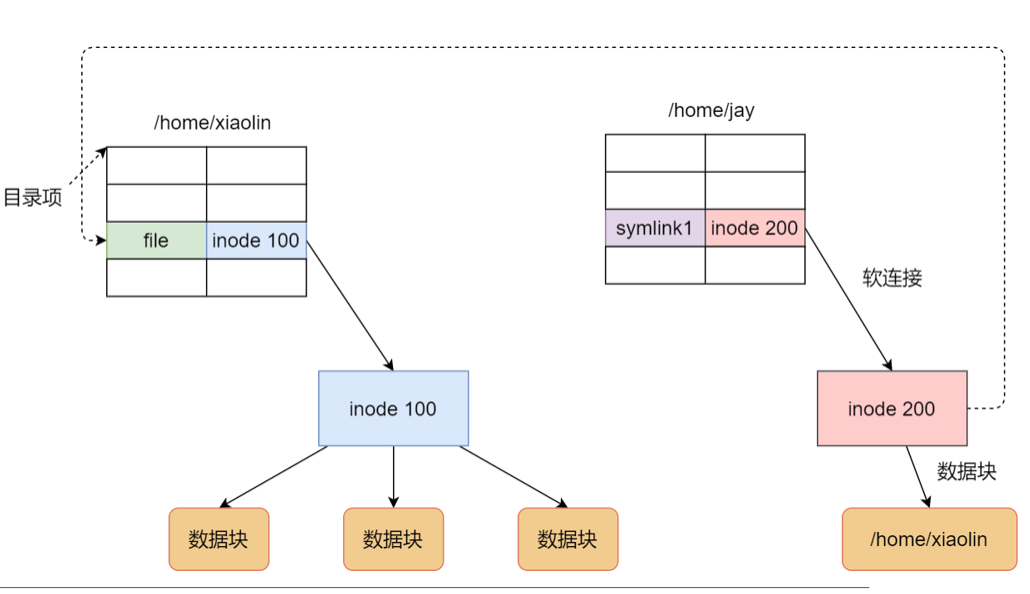 /home/xiaolin
/home/jay
目录项
file
inode 100
symlink1
inode 200
软连接
inode 100
inode 200
数据块
数据块
数据块
数据块
/home/xiaolin